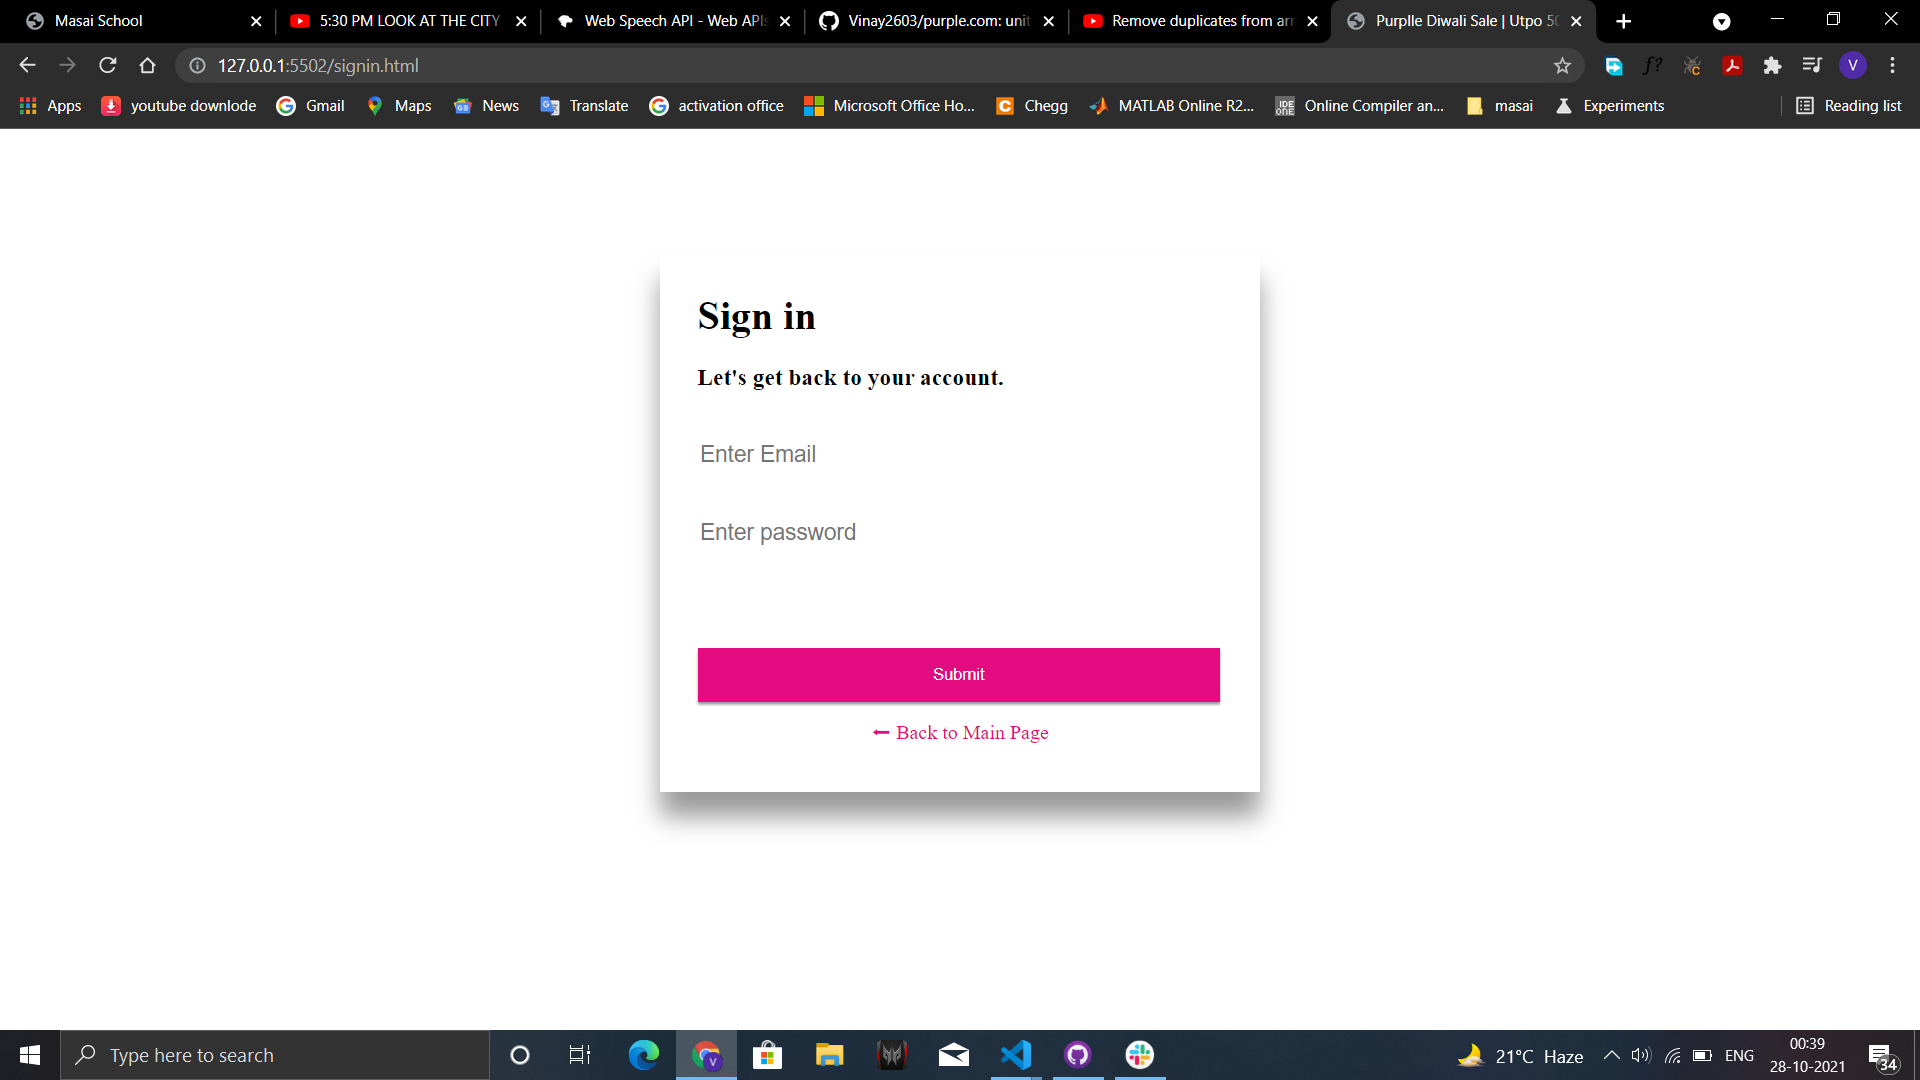 Masai School
5:30 PM LOOK AT THE CITY
Web Speech API - Web APIs
Vinay2603/purple.com: unit
Remove duplicates from arr
Purplle Diwali Sale | Utpo 50
127.0.0.1:5502/signin.html
V
Apps
youtube downlode
Gmail
Maps
News
Translate
activation office
Microsoft Office Ho...
Chegg
MATLAB Online R2...
IDE ONE
Online Compiler an...
masai
Experiments
Reading list
Sign in
Let's get back to your account.
Enter Email
Enter password
Submit
Back to Main Page
Type here to search
V
21°C Haze
ENG
00:39
28-10-2021
34